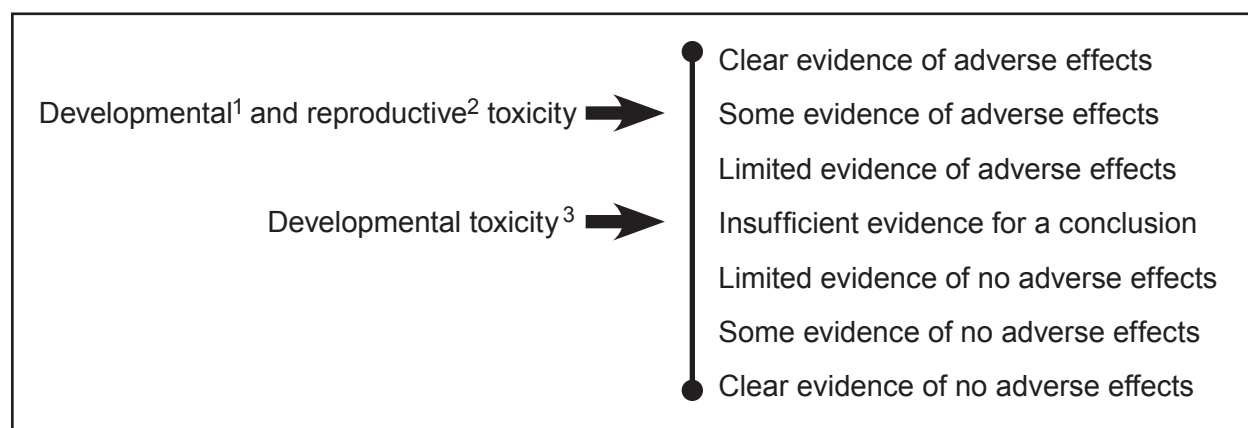 Clear evidence of adverse effects
Developmental¹ and reproductive² toxicity Some evidence of adverse effects
Limited evidence of adverse effects
Developmental toxicity³ Insufficient evidence for a conclusion
Limited evidence of no adverse effects
Some evidence of no adverse effects
Clear evidence of no adverse effects